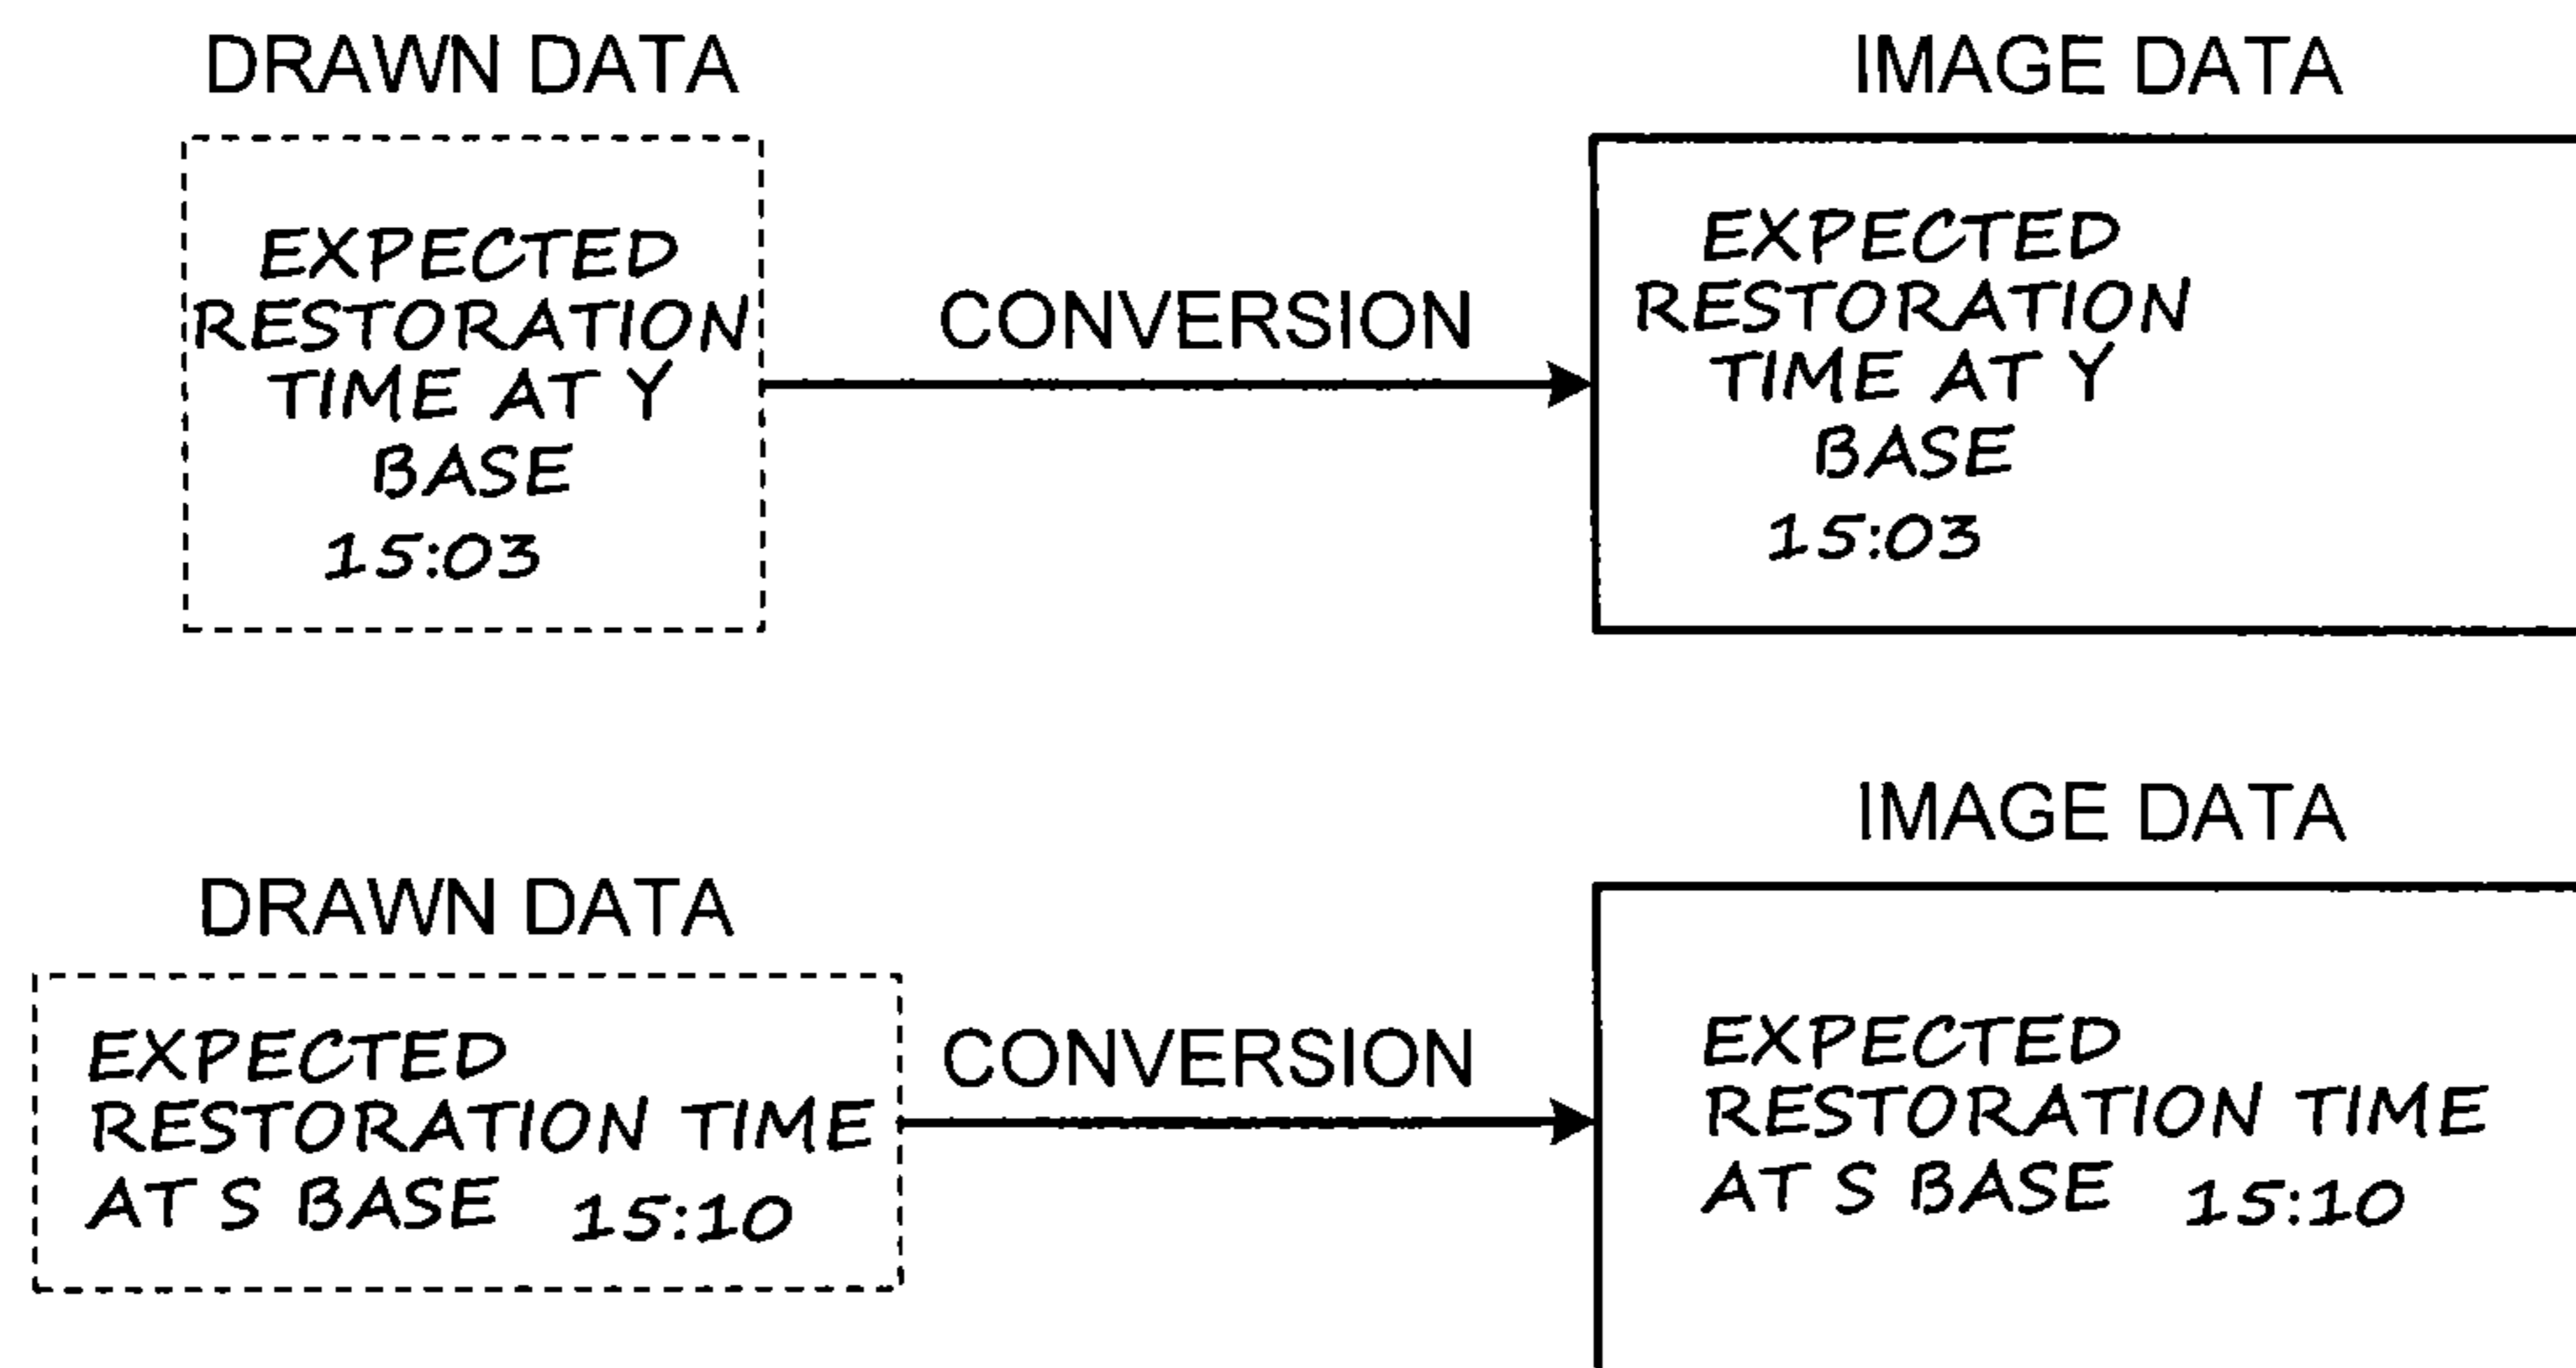 DRAWN DATA
EXPECTED
RESTORATION
TIME AT Y
BASE
15:03
CONVERSION
IMAGE DATA
EXPECTED
RESTORATION
TIME AT Y
BASE
15:03
DRAWN DATA
EXPECTED
RESTORATION TIME
AT S BASE 15:10
CONVERSION
IMAGE DATA
EXPECTED
RESTORATION TIME
AT S BASE 15:10